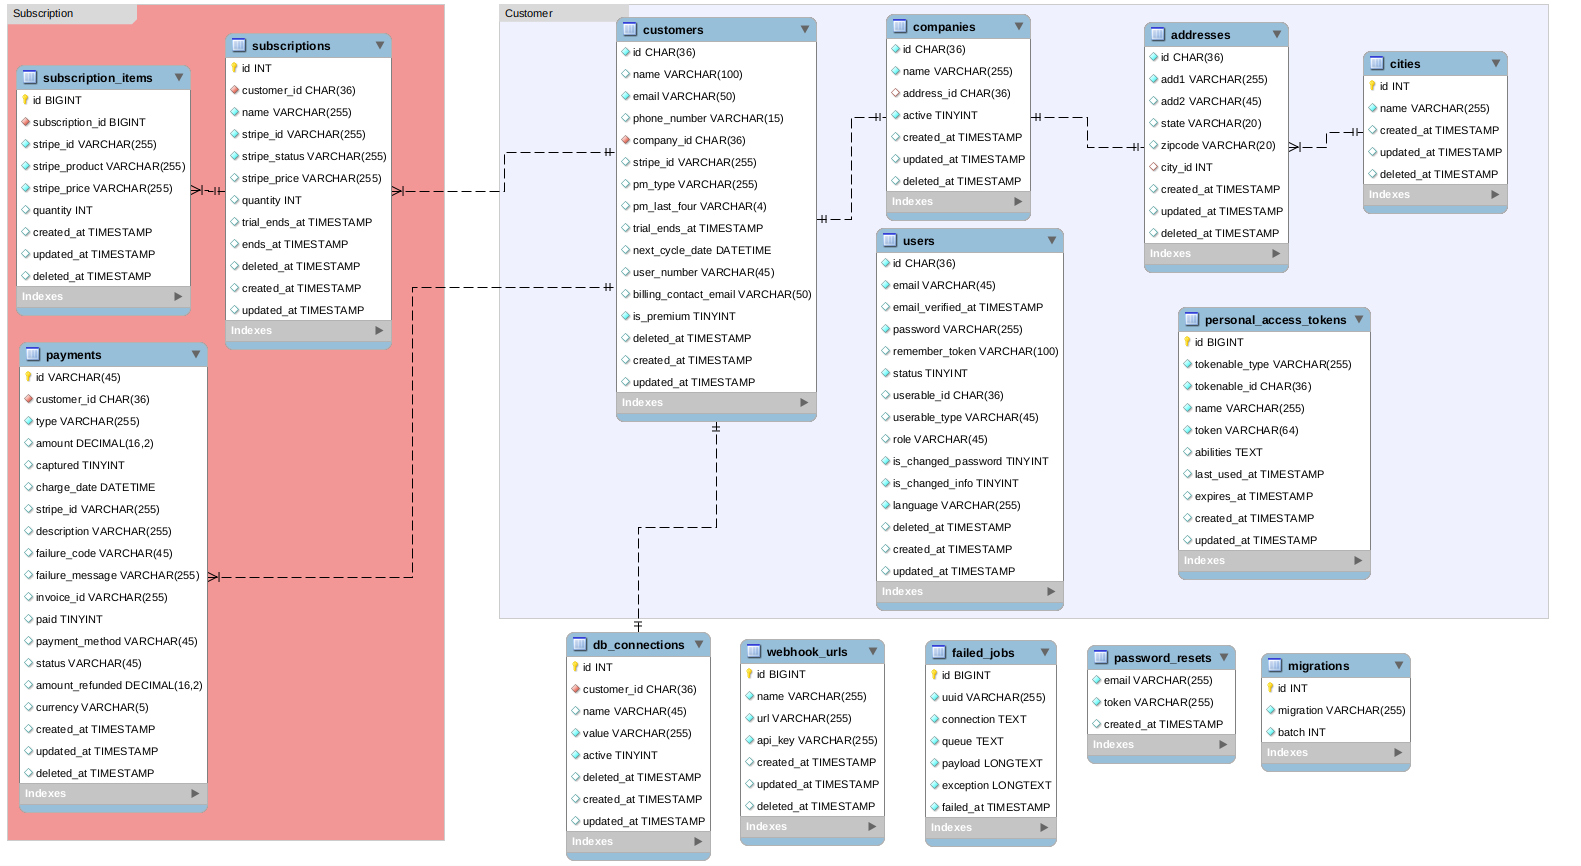 Subscription
subscription_items
id BIGINT
subscription_id BIGINT
stripe_id VARCHAR(255)
stripe_product VARCHAR(255)
stripe_price VARCHAR(255)
quantity INT
created_at TIMESTAMP
updated_at TIMESTAMP
deleted_at TIMESTAMP
Indexes
subscriptions
id INT
customer_id CHAR(36)
name VARCHAR(255)
stripe_id VARCHAR(255)
stripe_status VARCHAR(255)
stripe_price VARCHAR(255)
quantity INT
trial_ends_at TIMESTAMP
ends_at TIMESTAMP
deleted_at TIMESTAMP
created_at TIMESTAMP
updated_at TIMESTAMP
Indexes
payments
id VARCHAR(45)
customer_id CHAR(36)
type VARCHAR(255)
amount DECIMAL(16,2)
captured TINYINT
charge_date DATETIME
stripe_id VARCHAR(255)
description VARCHAR(255)
failure_code VARCHAR(45)
failure_message VARCHAR(255)
invoice_id VARCHAR(255)
paid TINYINT
payment_method VARCHAR(45)
status VARCHAR(45)
amount_refunded DECIMAL(16,2)
currency VARCHAR(5)
created_at TIMESTAMP
updated_at TIMESTAMP
deleted_at TIMESTAMP
Indexes
Customer
customers
id CHAR(36)
name VARCHAR(100)
email VARCHAR(50)
phone_number VARCHAR(15)
company_id CHAR(36)
stripe_id VARCHAR(255)
pm_type VARCHAR(255)
pm_last_four VARCHAR(4)
trial_ends_at TIMESTAMP
next_cycle_date DATETIME
user_number VARCHAR(45)
billing_contact_email VARCHAR(50)
is_premium TINYINT
deleted_at TIMESTAMP
created_at TIMESTAMP
updated_at TIMESTAMP
Indexes
companies
id CHAR(36)
name VARCHAR(255)
address_id CHAR(36)
active TINYINT
created_at TIMESTAMP
updated_at TIMESTAMP
deleted_at TIMESTAMP
Indexes
users
id CHAR(36)
email VARCHAR(45)
email_verified_at TIMESTAMP
password VARCHAR(255)
remember_token VARCHAR(100)
status TINYINT
userable_id CHAR(36)
userable_type VARCHAR(45)
role VARCHAR(45)
is_changed_password TINYINT
is_changed_info TINYINT
language VARCHAR(255)
deleted_at TIMESTAMP
created_at TIMESTAMP
updated_at TIMESTAMP
Indexes
addresses
id CHAR(36)
add1 VARCHAR(255)
add2 VARCHAR(45)
state VARCHAR(20)
zipcode VARCHAR(20)
city_id INT
created_at TIMESTAMP
updated_at TIMESTAMP
deleted_at TIMESTAMP
Indexes
cities
id INT
name VARCHAR(255)
created_at TIMESTAMP
updated_at TIMESTAMP
deleted_at TIMESTAMP
Indexes
personal_access_tokens
id BIGINT
tokenable_type VARCHAR(255)
tokenable_id CHAR(36)
name VARCHAR(255)
token VARCHAR(64)
abilities TEXT
last_used_at TIMESTAMP
expires_at TIMESTAMP
created_at TIMESTAMP
updated_at TIMESTAMP
Indexes
db_connections
id INT
customer_id CHAR(36)
name VARCHAR(45)
value VARCHAR(255)
active TINYINT
deleted_at TIMESTAMP
created_at TIMESTAMP
updated_at TIMESTAMP
Indexes
webhook_urls
id BIGINT
name VARCHAR(255)
url VARCHAR(255)
api_key VARCHAR(255)
created_at TIMESTAMP
updated_at TIMESTAMP
deleted_at TIMESTAMP
Indexes
failed_jobs
id BIGINT
uuid VARCHAR(255)
connection TEXT
queue TEXT
payload LONGTEXT
exception LONGTEXT
failed_at TIMESTAMP
Indexes
password_resets
email VARCHAR(255)
token VARCHAR(255)
created_at TIMESTAMP
Indexes
migrations
id INT
migration VARCHAR(255)
batch INT
Indexes